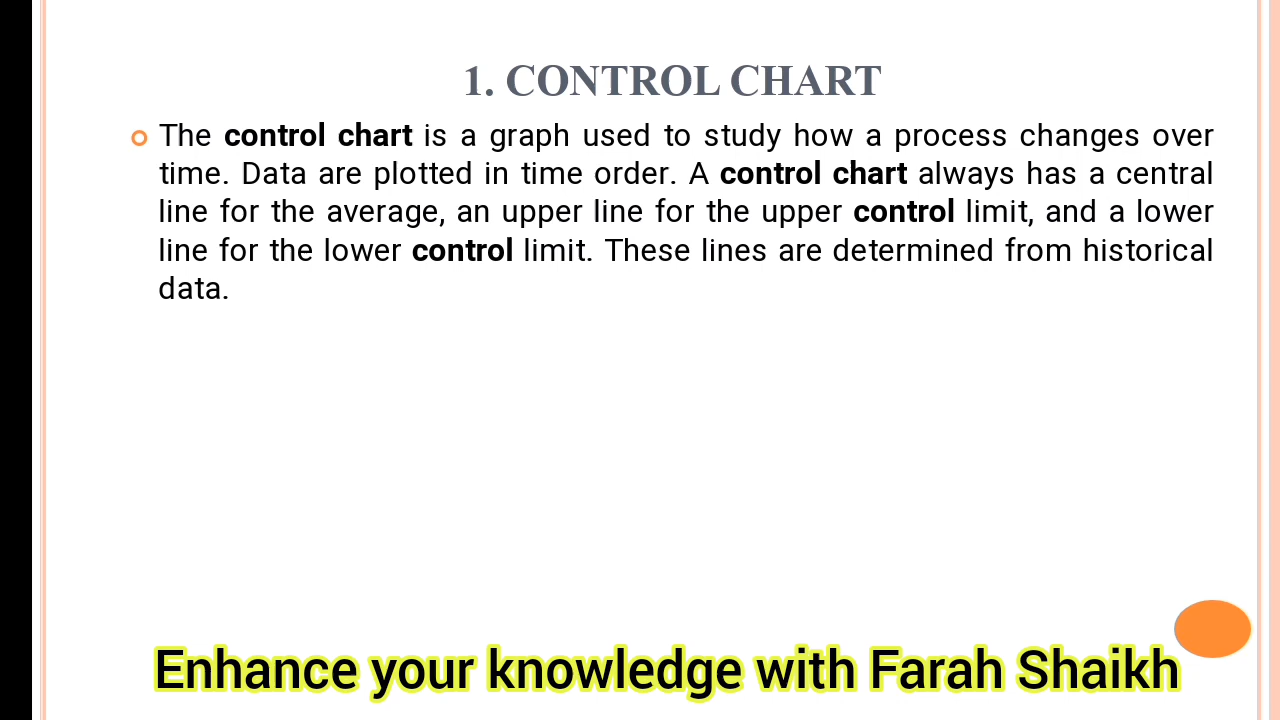 1. CONTROL CHART
The control chart is a graph used to study how a process changes over
time. Data are plotted in time order. A control chart always has a central
line for the average, an upper line for the upper control limit, and a lower
line for the lower control limit. These lines are determined from historical
data.
Enhance your knowledge with Farah Shaikh